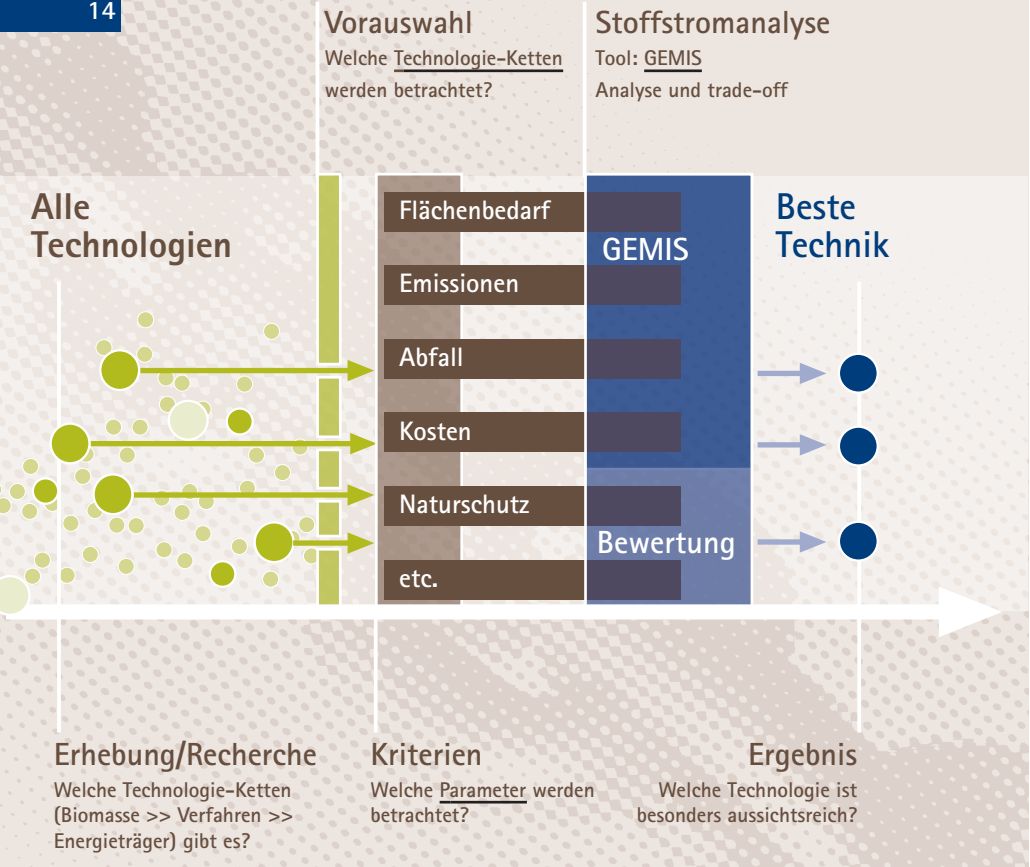 14
Vorauswahl
Welche Technologie-Ketten
werden betrachtet?
Stoffstromanalyse
Tool: GEMIS
Analyse und trade-off
Alle
Technologien
Flächenbedarf
Emissionen
Abfall
Kosten
Naturschutz
etc.
GEMIS
Bewertung
Beste
Technik
Erhebung/Recherche
Welche Technologie-Ketten
(Biomasse >> Verfahren >>
Energieträger) gibt es?
Kriterien
Welche Parameter werden
betrachtet?
Ergebnis
Welche Technologie ist
besonders aussichtsreich?